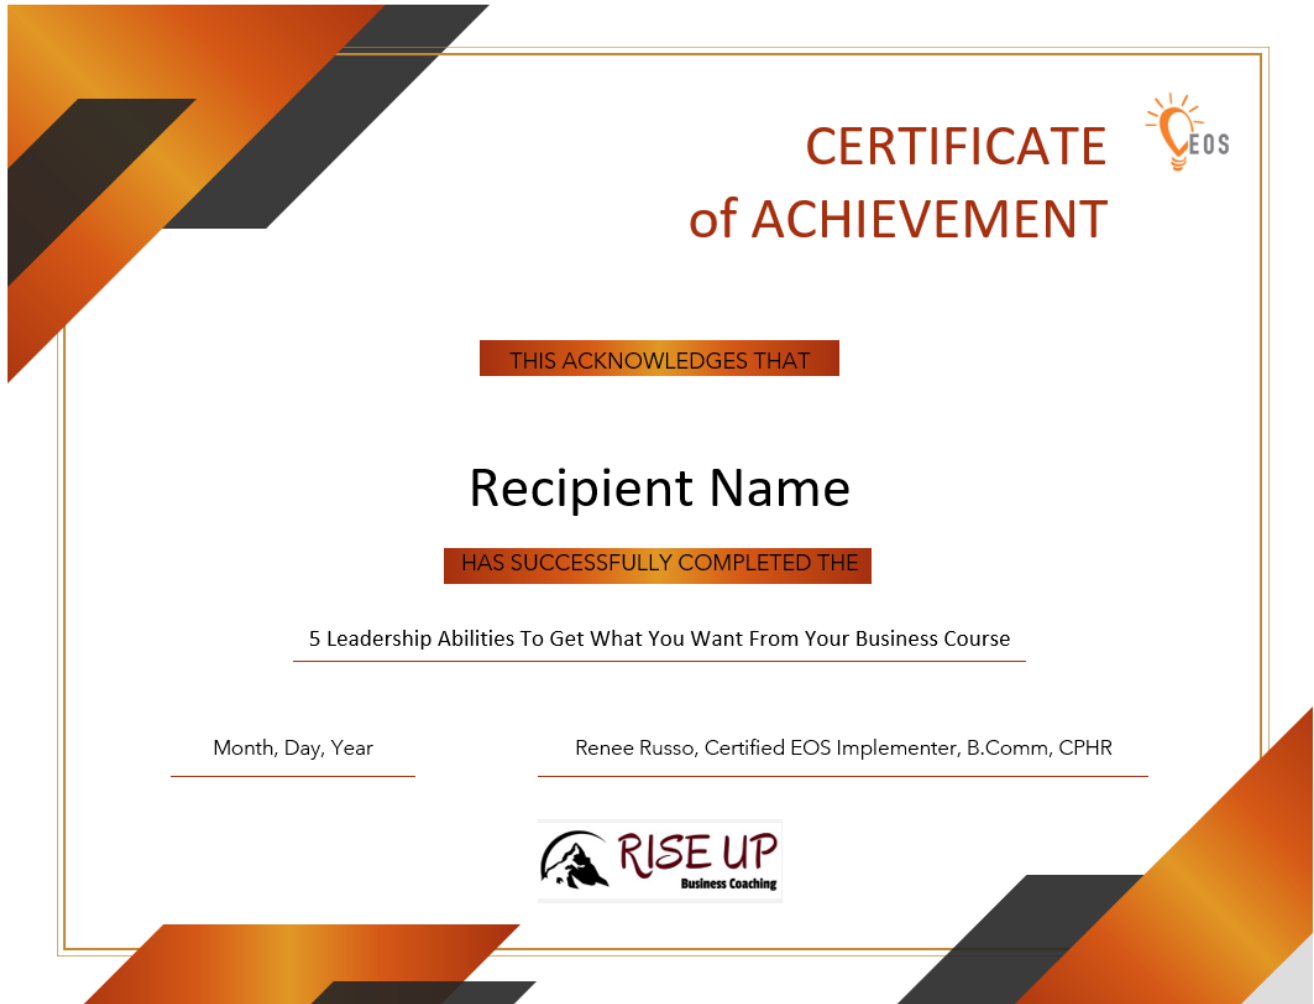 CERTIFICATE
of ACHIEVEMENT
EOS
THIS ACKNOWLEDGES THAT
Recipient Name
HAS SUCCESSFULLY COMPLETED THE
5 Leadership Abilities To Get What You Want From Your Business Course
Month, Day, Year
Renee Russo, Certified EOS Implementer, B.Comm, CPHR
RISE UP
Business Coaching